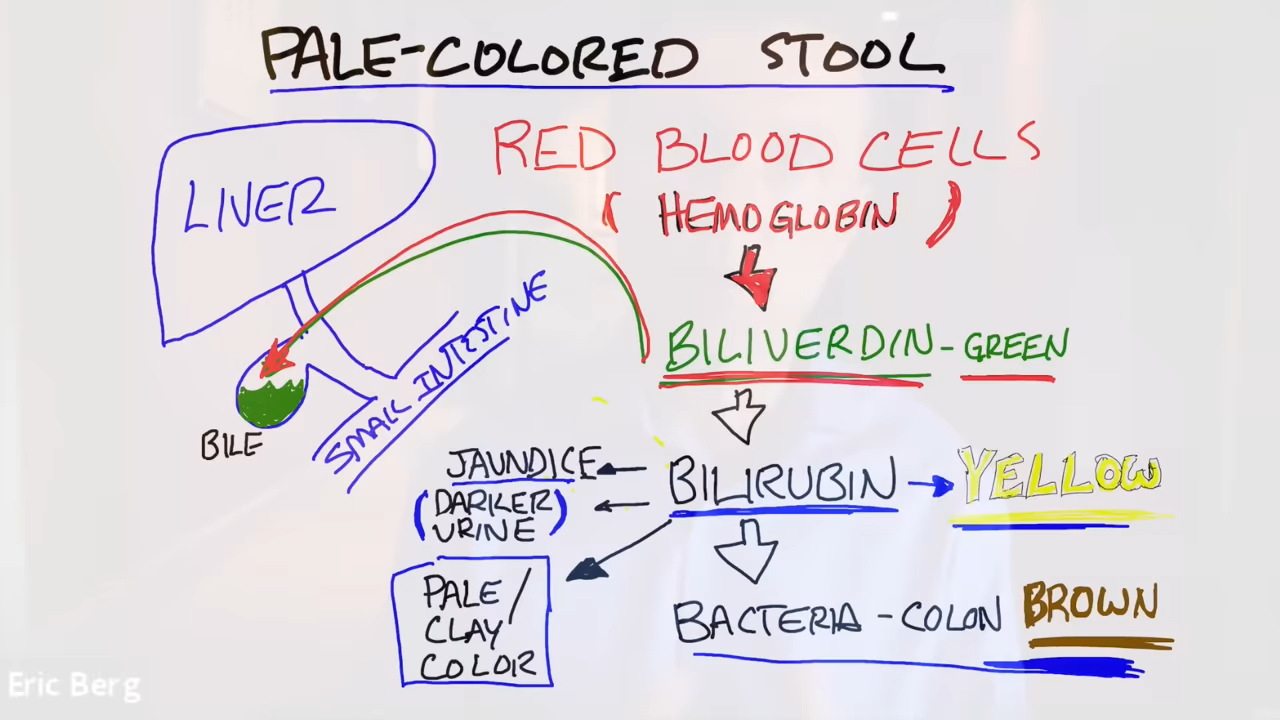 PALE-COLORED STOOL
LIVER
RED BLOOD CELLS
( HEMOGLOBIN )
SMALL INTESTINE
BILIVERDIN - GREEN
BILE
JAUNDICE
BILIRUBIN
YELLOW
(DARKER
URINE)
PALE/
CLAY
COLOR
BACTERIA - COLON BROWN
Eric Berg